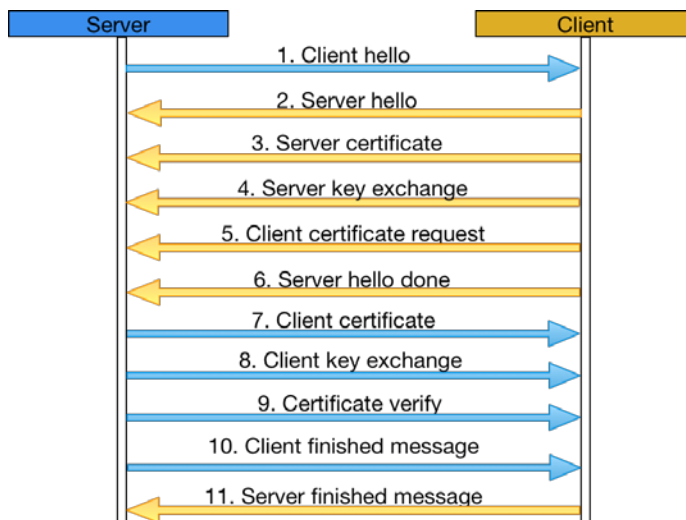 Server
Client
1. Client hello
2. Server hello
3. Server certificate
4. Server key exchange
5. Client certificate request
6. Server hello done
7. Client certificate
8. Client key exchange
9. Certificate verify
10. Client finished message
11. Server finished message